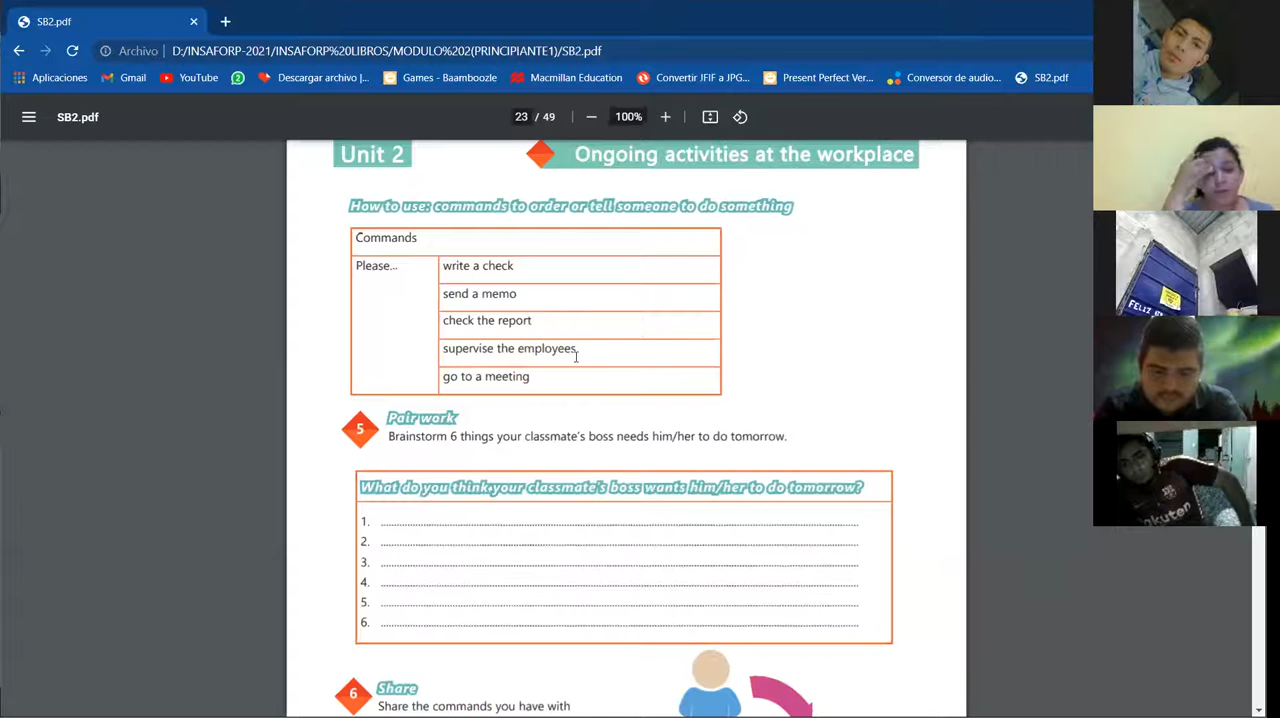 SB2.pdf
Archivo D:/INSAFORP-2021/INSAFORP%20LIBROS/MODULO%202(PRINCIPIANTE1)/SB2.pdf
Aplicaciones Gmail YouTube Descargar archivo |... Games - Baamboozle Macmillan Education Convertir JFIF a JPG... Present Perfect Ver... Conversor de audio... SB2.pdf
SB2.pdf 23 / 49 100%
Unit 2 Ongoing activities at the workplace
How to use: commands to order or tell someone to do something
Commands
Please... write a check
send a memo
check the report
supervise the employees
go to a meeting
5 Pair work
Brainstorm 6 things your classmate's boss needs him/her to do tomorrow.
What do you think your classmate's boss wants him/her to do tomorrow?
1.
2.
3.
4.
5.
6.
6 Share
Share the commands you have with
FELIZ